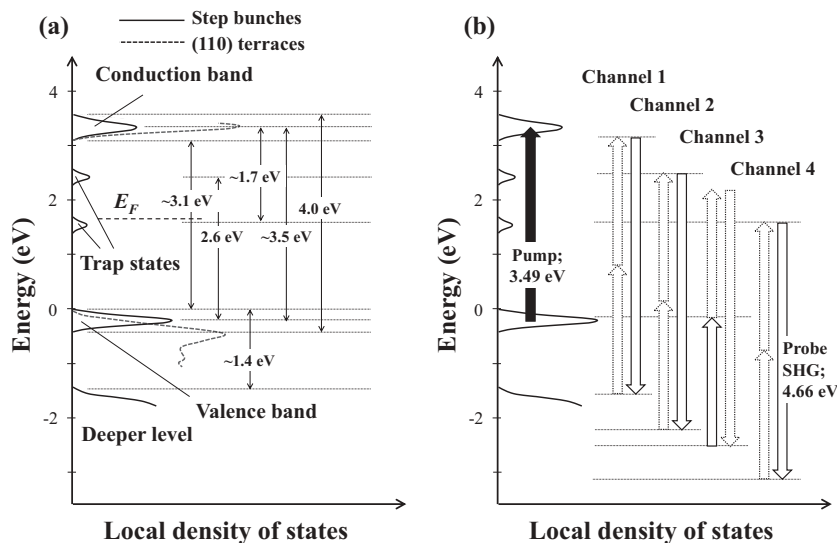 (a)
Step bunches
(110) terraces
Conduction band
4
2
0
-2
Energy (eV)
E_F
~3.1 eV
2.6 eV
~1.7 eV
~3.5 eV
4.0 eV
Trap states
~1.4 eV
Valence band
Deeper level
Local density of states
(b)
Channel 1
Channel 2
Channel 3
Channel 4
4
2
0
-2
Energy (eV)
Pump;
3.49 eV
Probe
SHG;
4.66 eV
Local density of states